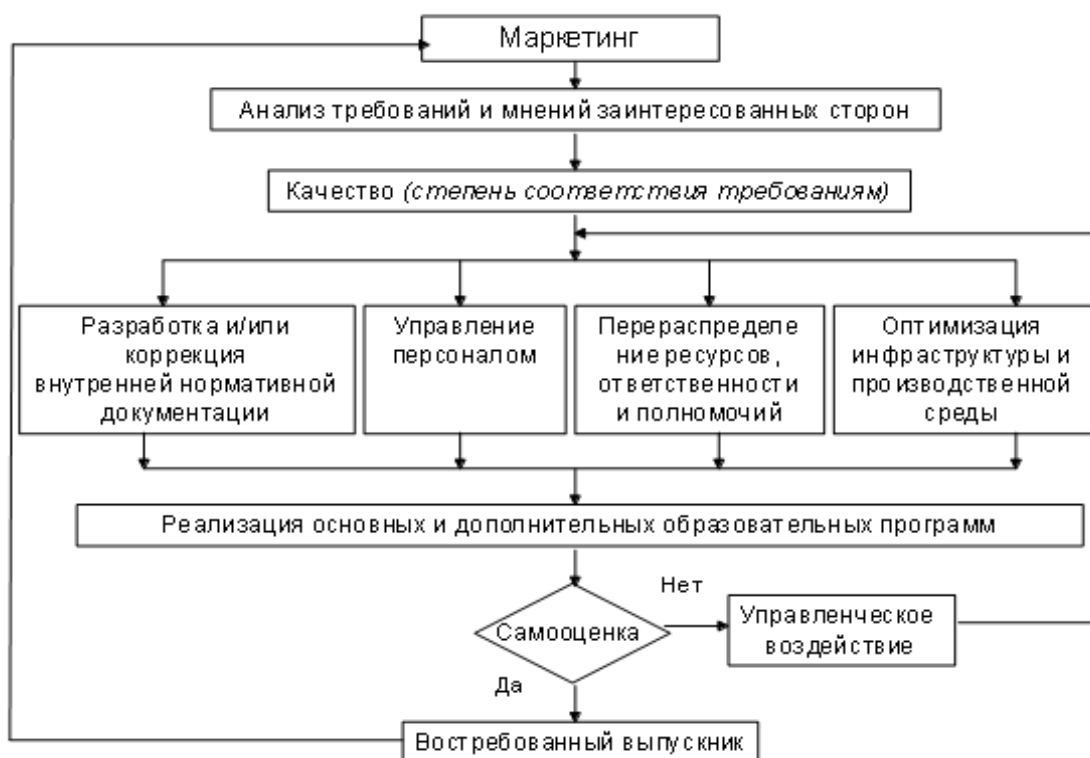 Маркетинг
Анализ требований и мнений заинтересованных сторон
Качество (степень соответствия требованиям)
Разработка и/или
коррекция
внутренней нормативной
документации
Управление
персоналом
Перераспределе
ние ресурсов,
ответственности
и полномочий
Оптимизация
инфраструктуры и
производственной
среды
Реализация основных и дополнительных образовательных программ
Нет
Самооценка
Управленческое
воздействие
Да
Востребованный выпускник